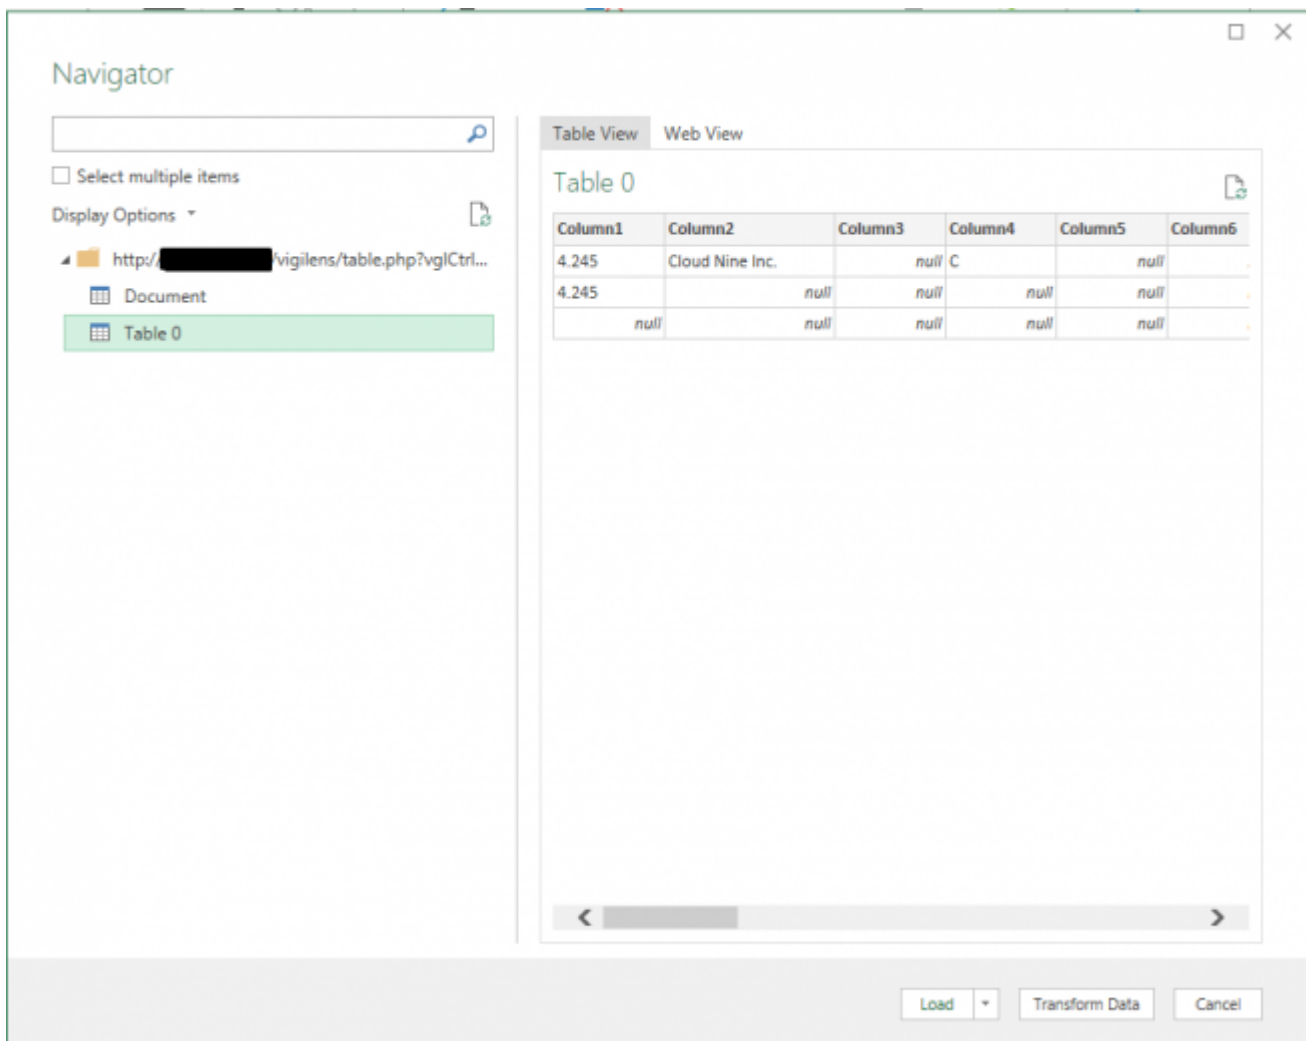 Navigator
Select multiple items
Display Options
http:/ /vigilens/table.php?vglCtrl...
Document
Table 0
Table View Web View
Table 0
Column1 Column2 Column3 Column4 Column5 Column6
4.245 Cloud Nine Inc. null C null
4.245 null null null null
null null null null null
Load Transform Data Cancel